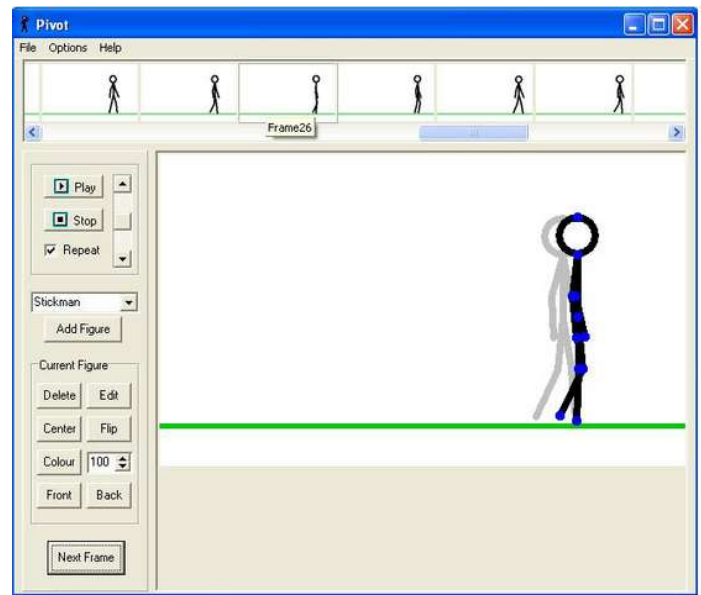 Pivot
File Options Help
Frame26
Play
Stop
Repeat
Stickman
Add Figure
Current Figure
Delete Edit
Center Flip
Colour 100
Front Back
Next Frame